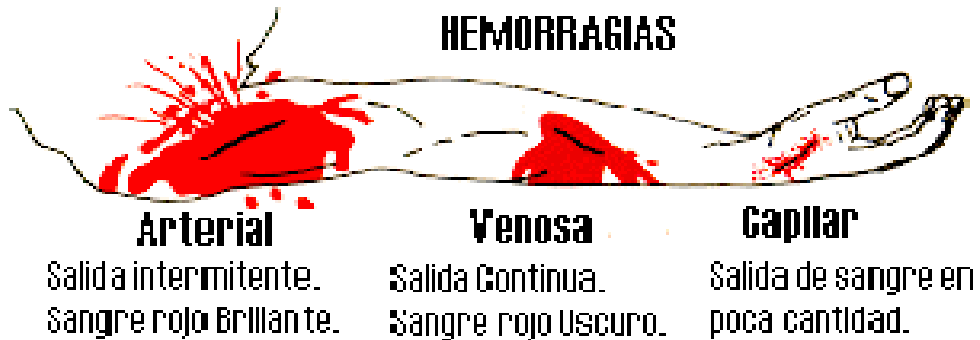 HEMORRAGIAS
Arterial
Salida intermitente.
Sangre rojo Brillante.
Venosa
Salida Continua.
Sangre rojo Uscuro.
Capilar
Salida de sangre en
poca cantidad.